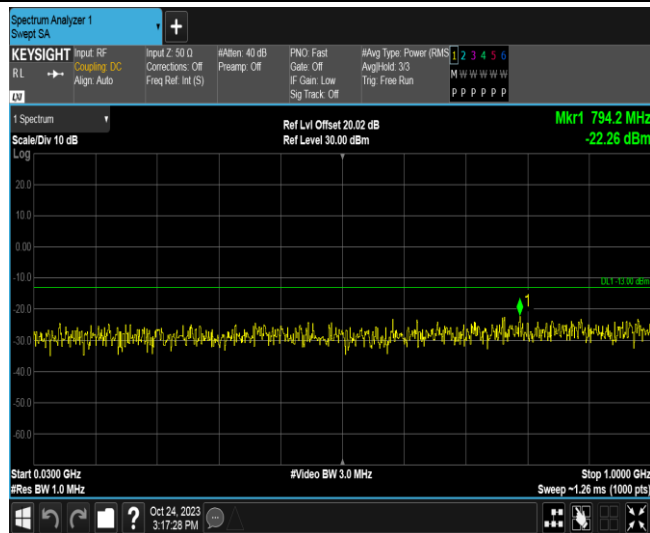 Spectrum Analyzer 1
Swept SA
+
KEYSIGHT
RL
Input: RF
Coupling: DC
Align: Auto
Input Z: 50 Ω
Corrections: Off
Freq Ref: Int (S)
#Atten: 40 dB
Preamp: Off
PNO: Fast
Gate: Off
IF Gain: Low
Sig Track: Off
#Avg Type: Power (RMS
Avg|Hold: 3/3
Trig: Free Run
1 2 3 4 5 6
M W W W W W
P P P P P P
1 Spectrum
Scale/Div 10 dB
Ref Lvl Offset 20.02 dB
Ref Level 30.00 dBm
Mkr1 794.2 MHz
-22.26 dBm
Log
20.0
10.0
0.00
-10.0
DL1 -13.00 dBm
-20.0
1
-30.0
-40.0
-50.0
-60.0
Start 0.0300 GHz
#Res BW 1.0 MHz
#Video BW 3.0 MHz
Stop 1.0000 GHz
Sweep ~1.26 ms (1000 pts)
?
Oct 24, 2023
3:17:28 PM